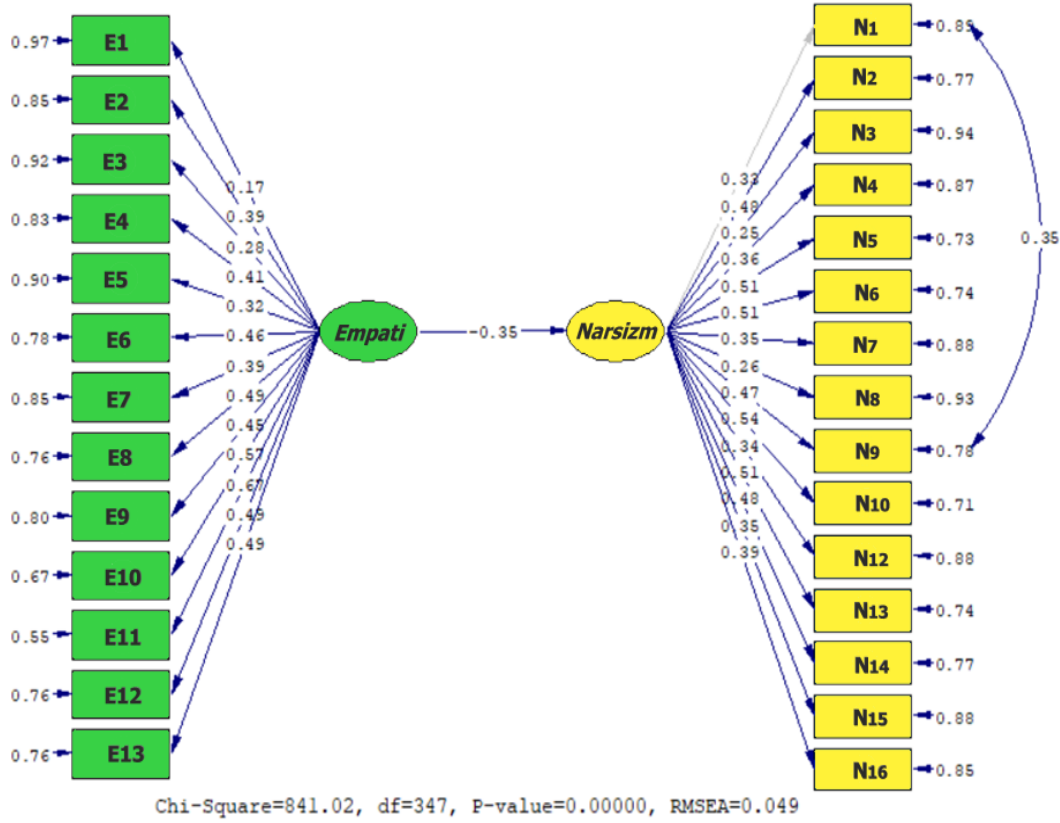 0.97 E1
0.85 E2
0.92 E3
0.83 E4
0.90 E5
0.78 E6
0.85 E7
0.76 E8
0.80 E9
0.67 E10
0.55 E11
0.76 E12
0.76 E13
0.17
0.39
0.28
0.41
0.32
0.46
0.39
0.49
0.45
0.57
0.67
0.49
0.49
Empati
-0.35
Narsizm
0.33
0.48
0.25
0.36
0.51
0.51
0.35
0.26
0.47
0.54
0.34
0.51
0.48
0.35
0.39
N1 0.89
N2 0.77
N3 0.94
N4 0.87
N5 0.73
N6 0.74
N7 0.88
N8 0.93
N9 0.78
N10 0.71
N12 0.88
N13 0.74
N14 0.77
N15 0.88
N16 0.85
0.35
Chi-Square=841.02, df=347, P-value=0.00000, RMSEA=0.049